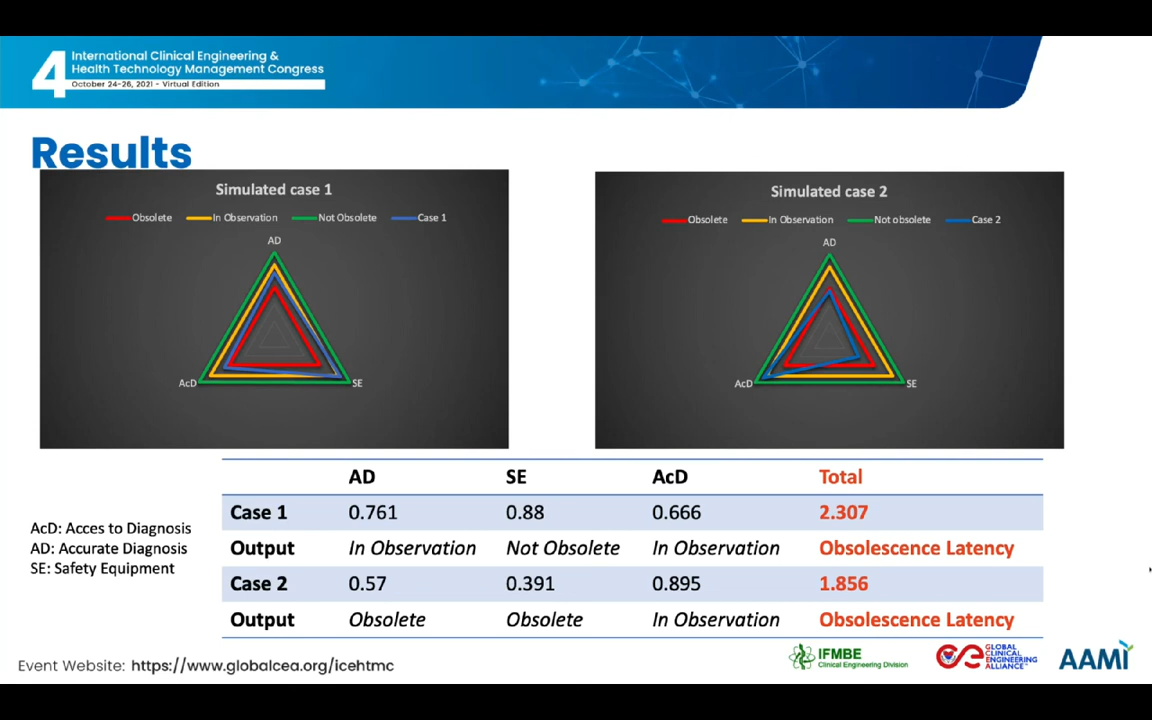 4
International Clinical Engineering &
Health Technology Management Congress
October 24-26, 2021 - Virtual Edition
Results
Simulated case 1
Obsolete In Observation Not Obsolete Case 1
AD
AcD SE
Simulated case 2
Obsolete In Observation Not obsolete Case 2
AD
AcD SE
AcD: Acces to Diagnosis
AD: Accurate Diagnosis
SE: Safety Equipment
AD SE AcD Total
Case 1 0.761 0.88 0.666 2.307
Output In Observation Not Obsolete In Observation Obsolescence Latency
Case 2 0.57 0.391 0.895 1.856
Output Obsolete Obsolete In Observation Obsolescence Latency
Event Website: https://www.globalcea.org/icehtmc
IFMBE
Clinical Engineering Division
GLOBAL
CLINICAL
ENGINEERING
ALLIANCE™
AAMI